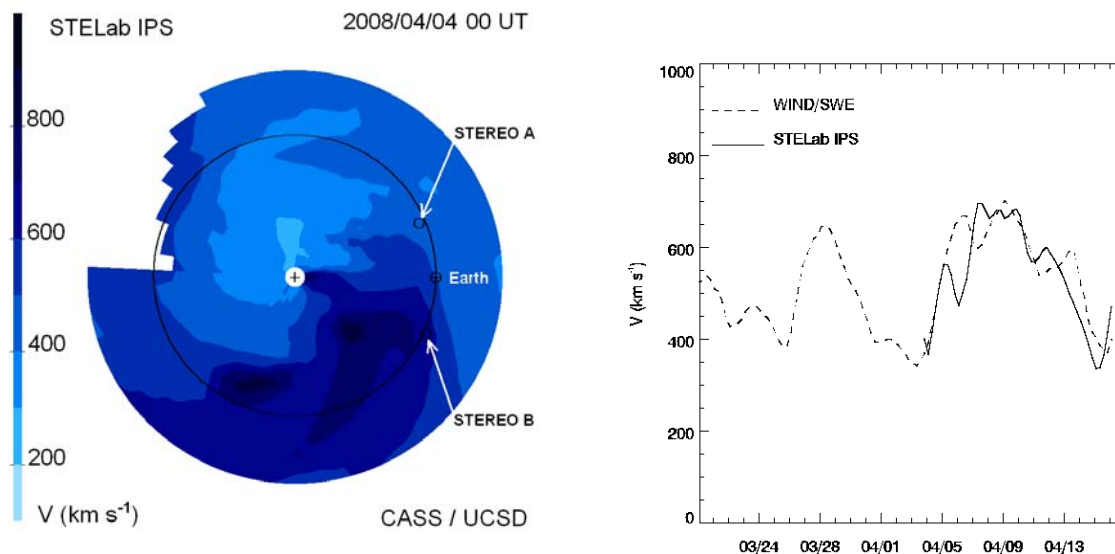 STELab IPS
2008/04/04 00 UT
800
600
400
200
V (km s⁻¹)
STEREO A
Earth
STEREO B
CASS / UCSD
1000
800
600
400
200
0
V (km s⁻¹)
WIND/SWE
STELab IPS
03/24 03/28 04/01 04/05 04/09 04/13